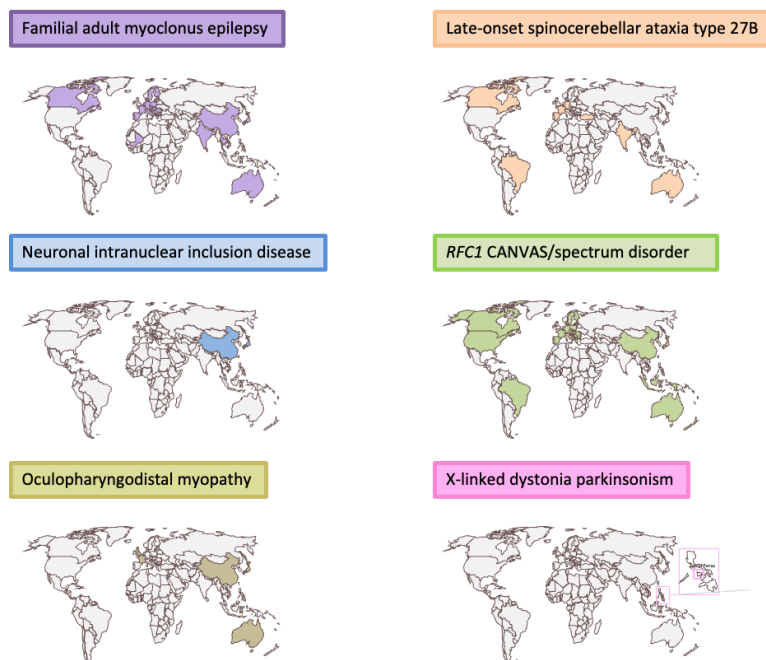 Familial adult myoclonus epilepsy
Late-onset spinocerebellar ataxia type 27B
Neuronal intranuclear inclusion disease
RFC1 CANVAS/spectrum disorder
Oculopharyngodistal myopathy
X-linked dystonia parkinsonism